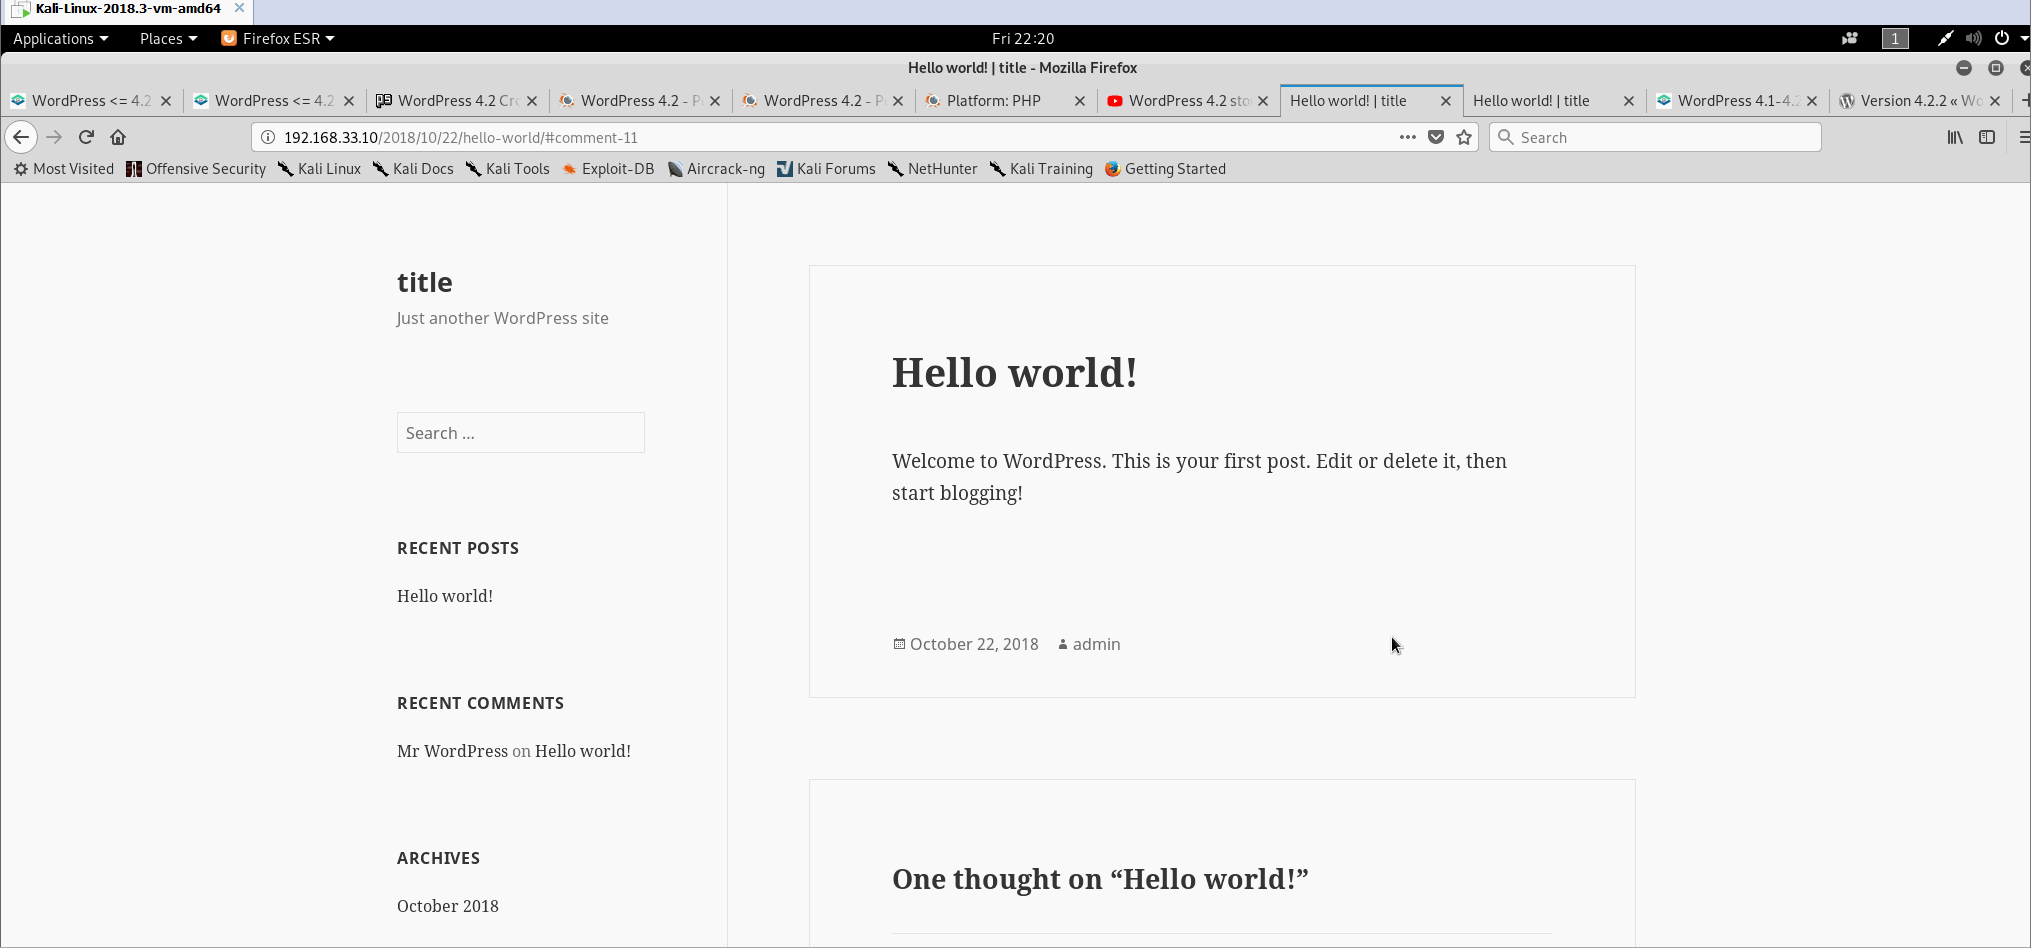 Kali-Linux-2018.3-vm-amd64
Applications Places Firefox ESR Fri 22:20 1
Hello world! | title - Mozilla Firefox
WordPress <= 4.2 WordPress <= 4.2 WordPress 4.2 Cro WordPress 4.2 - P WordPress 4.2 - P Platform: PHP WordPress 4.2 sto Hello world! | title Hello world! | title WordPress 4.1-4.2 Version 4.2.2 « Wo
192.168.33.10/2018/10/22/hello-world/#comment-11 Search
Most Visited Offensive Security Kali Linux Kali Docs Kali Tools Exploit-DB Aircrack-ng Kali Forums NetHunter Kali Training Getting Started
title
Just another WordPress site
Search ...
RECENT POSTS
Hello world!
RECENT COMMENTS
Mr WordPress on Hello world!
ARCHIVES
October 2018
Hello world!
Welcome to WordPress. This is your first post. Edit or delete it, then
start blogging!
October 22, 2018 admin
One thought on “Hello world!”